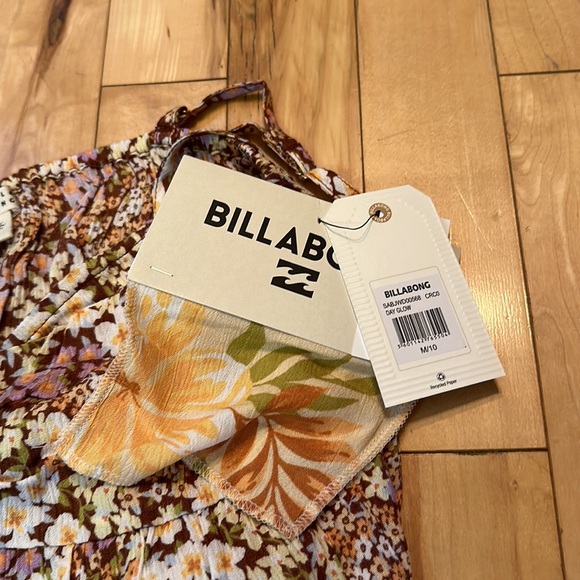 BILLABO
BILLABONG
SABJWD00568 CRC0
DAY GLOW
M/10
Recycled Paper